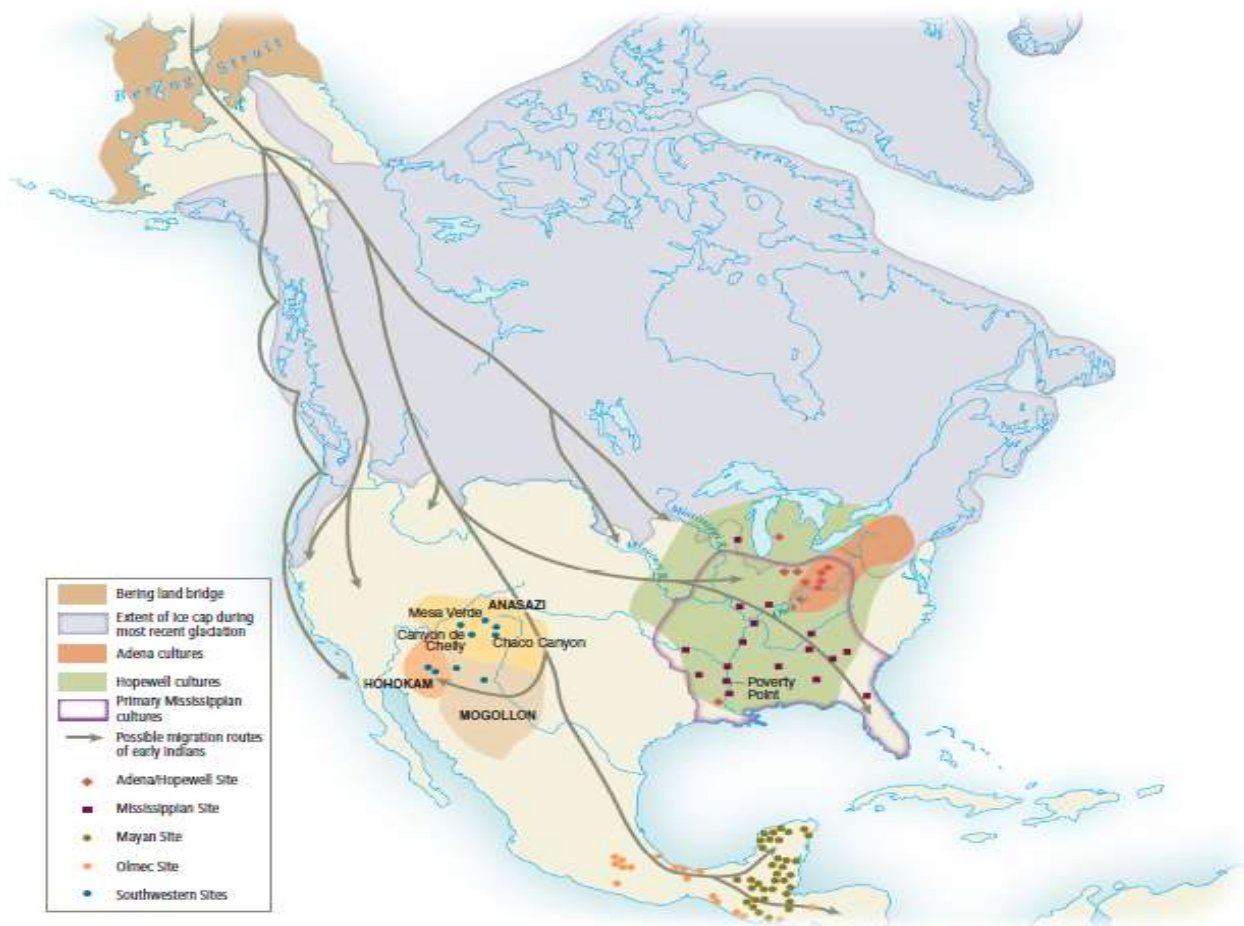 Bering Strait
Mississippi R.
Missouri R.
Mesa Verde
ANASAZI
Canyon de
Chelly
Chaco Canyon
HOHOKAM
MOGOLLON
Poverty
Point
Bering land bridge
Extent of ice cap during
most recent glaciation
Adena cultures
Hopewell cultures
Primary Mississippian
cultures
Possible migration routes
of early Indians
Adena/Hopewell Site
Mississippian Site
Mayan Site
Olmec Site
Southwestern Sites